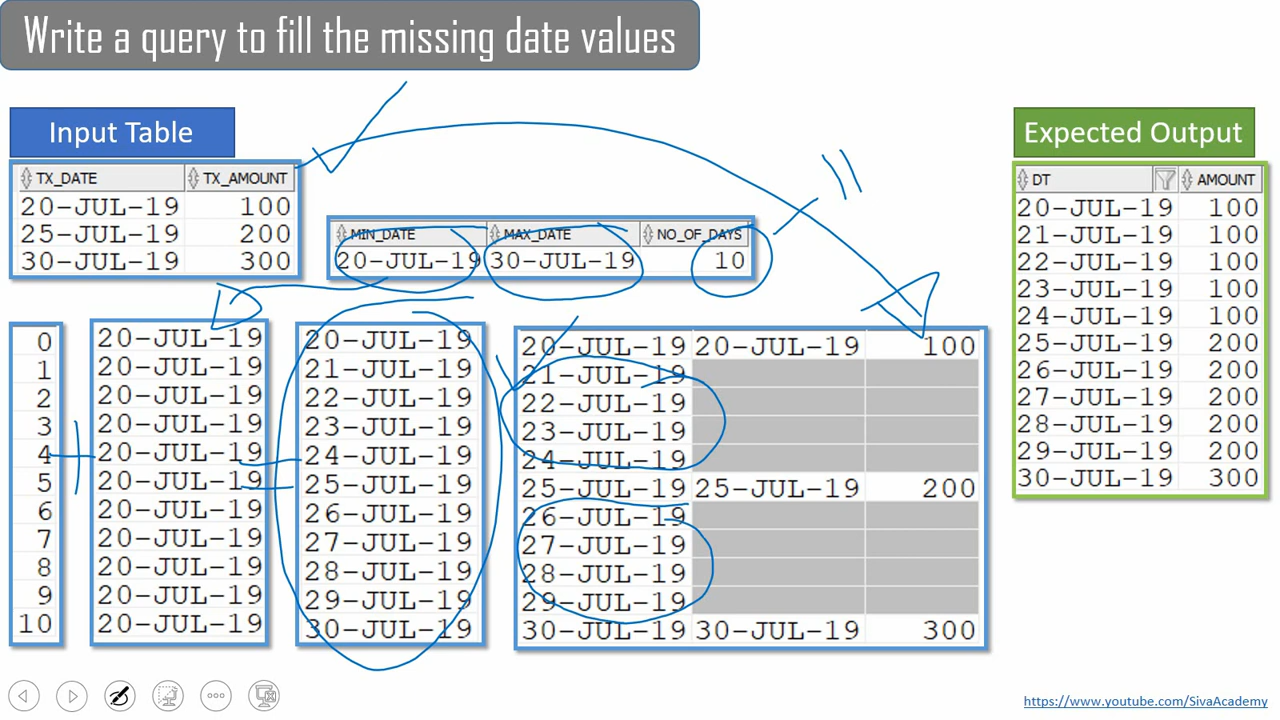 Write a query to fill the missing date values
Input Table
TX_DATE TX_AMOUNT
20-JUL-19 100
25-JUL-19 200
30-JUL-19 300
MIN_DATE MAX_DATE NO_OF_DAYS
20-JUL-19 30-JUL-19 10
0
1
2
3
4
5
6
7
8
9
10
20-JUL-19
20-JUL-19
20-JUL-19
20-JUL-19
20-JUL-19
20-JUL-19
20-JUL-19
20-JUL-19
20-JUL-19
20-JUL-19
20-JUL-19
20-JUL-19
21-JUL-19
22-JUL-19
23-JUL-19
24-JUL-19
25-JUL-19
26-JUL-19
27-JUL-19
28-JUL-19
29-JUL-19
30-JUL-19
20-JUL-19 20-JUL-19 100
21-JUL-19
22-JUL-19
23-JUL-19
24-JUL-19
25-JUL-19 25-JUL-19 200
26-JUL-19
27-JUL-19
28-JUL-19
29-JUL-19
30-JUL-19 30-JUL-19 300
Expected Output
DT AMOUNT
20-JUL-19 100
21-JUL-19 100
22-JUL-19 100
23-JUL-19 100
24-JUL-19 100
25-JUL-19 200
26-JUL-19 200
27-JUL-19 200
28-JUL-19 200
29-JUL-19 200
30-JUL-19 300
https://www.youtube.com/SivaAcademy